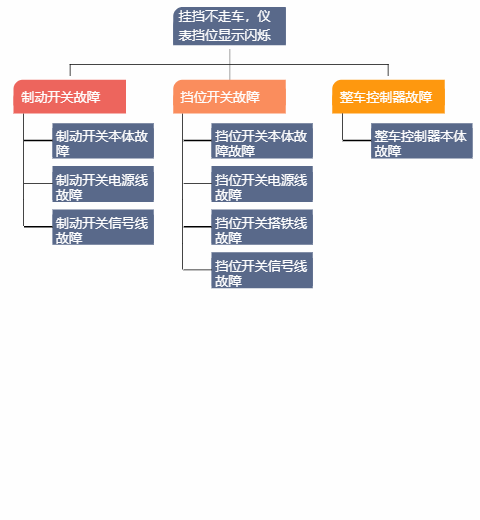 挂挡不走车，仪
表挡位显示闪烁
制动开关故障
挡位开关故障
整车控制器故障
制动开关本体故
障
制动开关电源线
故障
制动开关信号线
故障
挡位开关本体故
障故障
挡位开关电源线
故障
挡位开关搭铁线
故障
挡位开关信号线
故障
整车控制器本体
故障